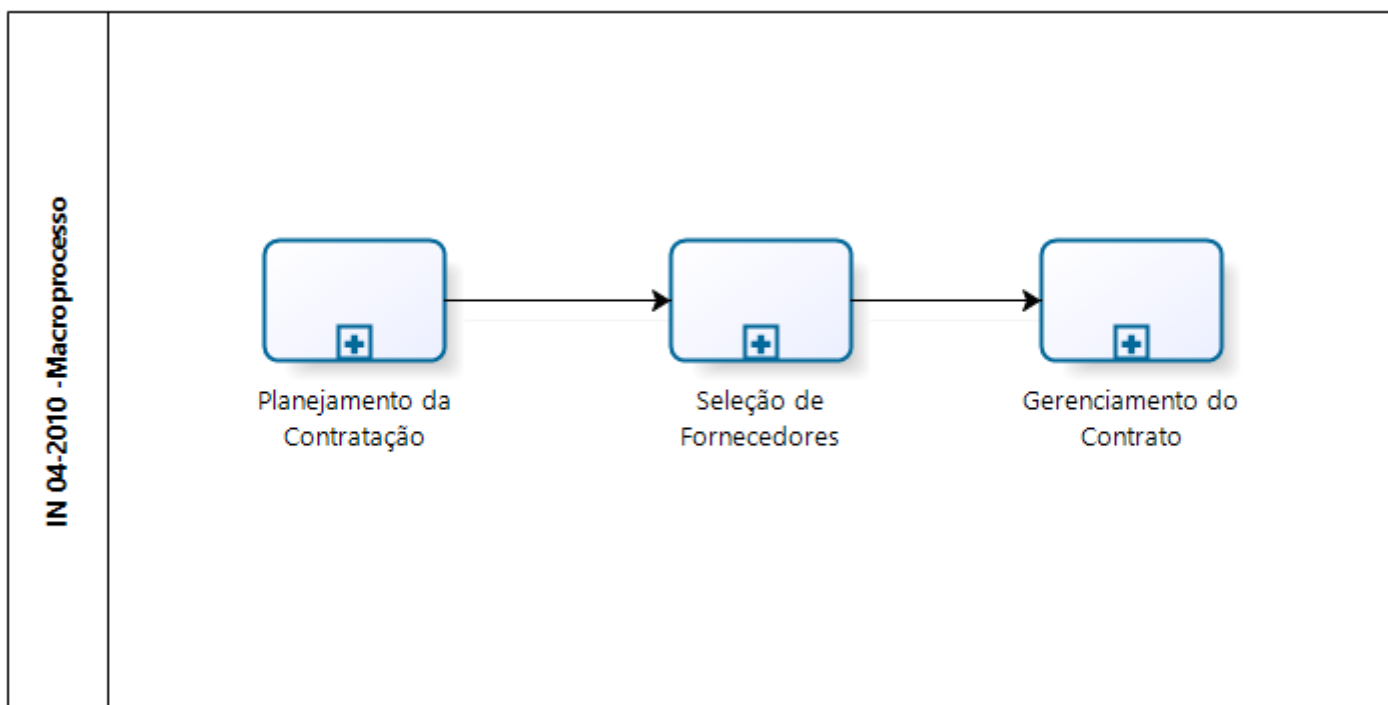 IN 04-2010 -Macroprocesso
Planejamento da
Contratação
Seleção de
Fornecedores
Gerenciamento do
Contrato